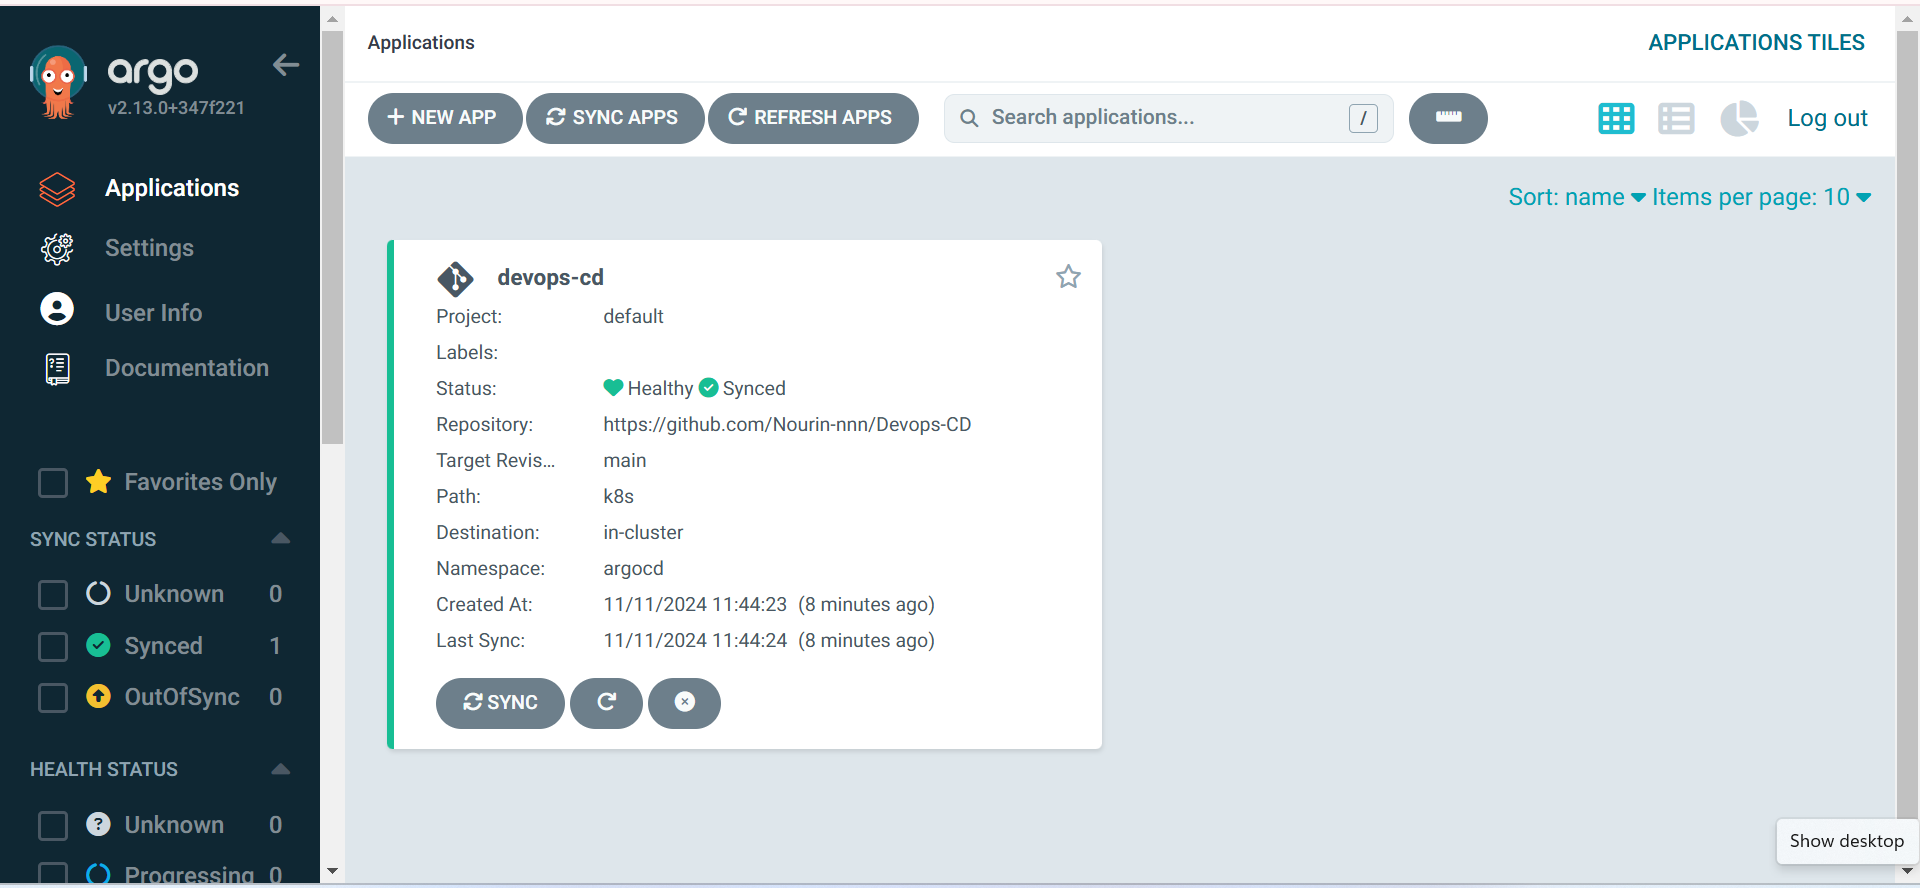 argo
v2.13.0+347f221
Applications
Settings
User Info
Documentation
Favorites Only
SYNC STATUS
Unknown 0
Synced 1
OutOfSync 0
HEALTH STATUS
? Unknown 0
Progressing 0
Applications
APPLICATIONS TILES
+ NEW APP SYNC APPS REFRESH APPS Search applications... / Log out
Sort: name Items per page: 10
devops-cd
Project: default
Labels:
Status: Healthy Synced
Repository: https://github.com/Nourin-nnn/Devops-CD
Target Revis... main
Path: k8s
Destination: in-cluster
Namespace: argocd
Created At: 11/11/2024 11:44:23 (8 minutes ago)
Last Sync: 11/11/2024 11:44:24 (8 minutes ago)
SYNC
Show desktop